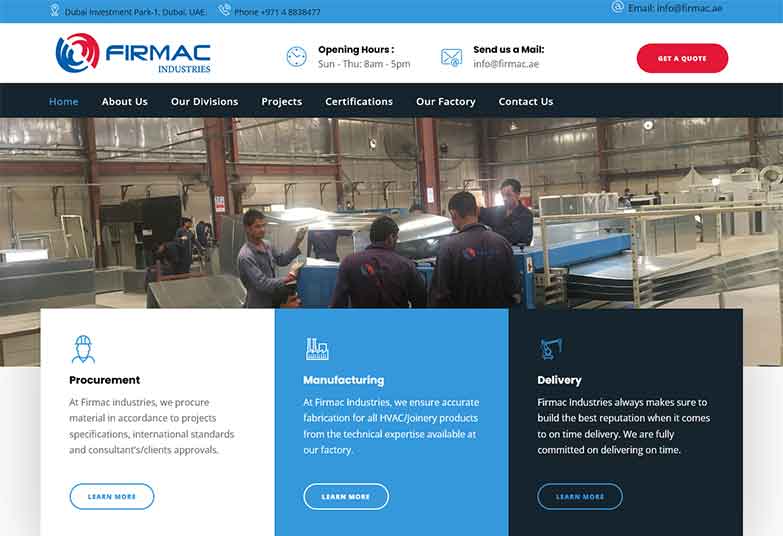 Dubai Investment Park-1, Dubai, UAE. Phone +971 4 8838477 Email: info@firmac.ae
FIRMAC
INDUSTRIES
Opening Hours :
Sun - Thu: 8am - 5pm
Send us a Mail:
info@firmac.ae
GET A QUOTE
Home About Us Our Divisions Projects Certifications Our Factory Contact Us
Procurement
At Firmac industries, we procure
material in accordance to projects
specifications, international standards
and consultant's/clients approvals.
LEARN MORE
Manufacturing
At Firmac Industries, we ensure accurate
fabrication for all HVAC/Joinery products
from the technical expertise available at
our factory.
LEARN MORE
Delivery
Firmac Industries always makes sure to
build the best reputation when it comes
to on time delivery. We are fully
committed on delivering on time.
LEARN MORE